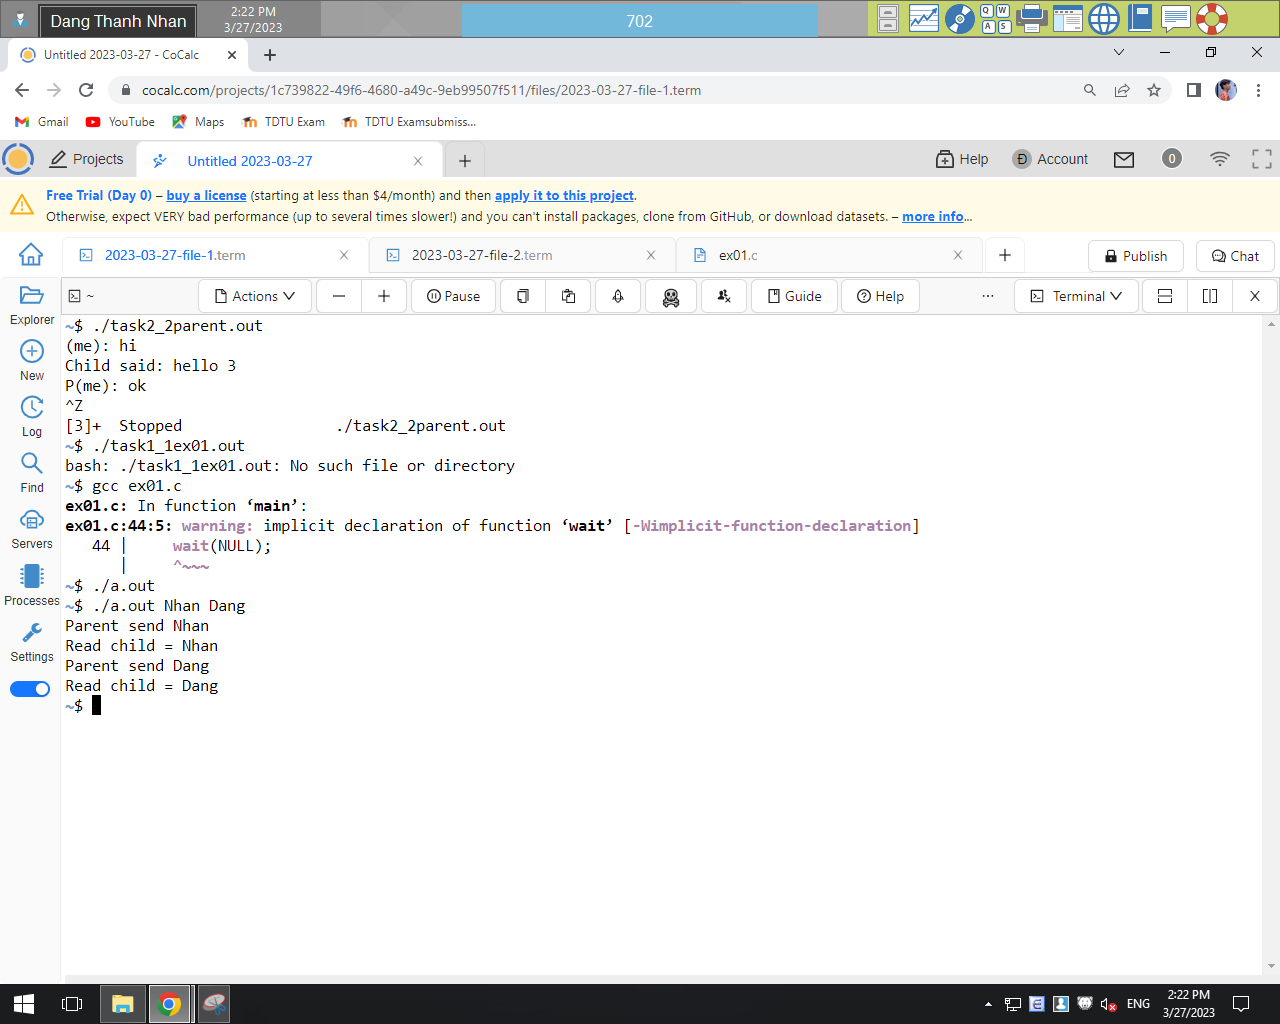 Dang Thanh Nhan
2:22 PM
3/27/2023
702
Q W
A S
Untitled 2023-03-27 - CoCalc
cocalc.com/projects/1c739822-49f6-4680-a49c-9eb99507f511/files/2023-03-27-file-1.term
Gmail YouTube Maps TDTU Exam TDTU Examsubmiss...
Projects Untitled 2023-03-27 Help Account 0
Free Trial (Day 0) – buy a license (starting at less than $4/month) and then apply it to this project.
Otherwise, expect VERY bad performance (up to several times slower!) and you can't install packages, clone from GitHub, or download datasets. – more info...
2023-03-27-file-1.term 2023-03-27-file-2.term ex01.c Publish Chat
~ Actions Pause Guide Help ... Terminal
Explorer
New
Log
Find
Servers
Processes
Settings
~$ ./task2_2parent.out
(me): hi
Child said: hello 3
P(me): ok
^Z
[3]+  Stopped                 ./task2_2parent.out
~$ ./task1_1ex01.out
bash: ./task1_1ex01.out: No such file or directory
~$ gcc ex01.c
ex01.c: In function ‘main’:
ex01.c:44:5: warning: implicit declaration of function ‘wait’ [-Wimplicit-function-declaration]
   44 |     wait(NULL);
      |     ^~~~
~$ ./a.out
~$ ./a.out Nhan Dang
Parent send Nhan
Read child = Nhan
Parent send Dang
Read child = Dang
~$
ENG
2:22 PM
3/27/2023